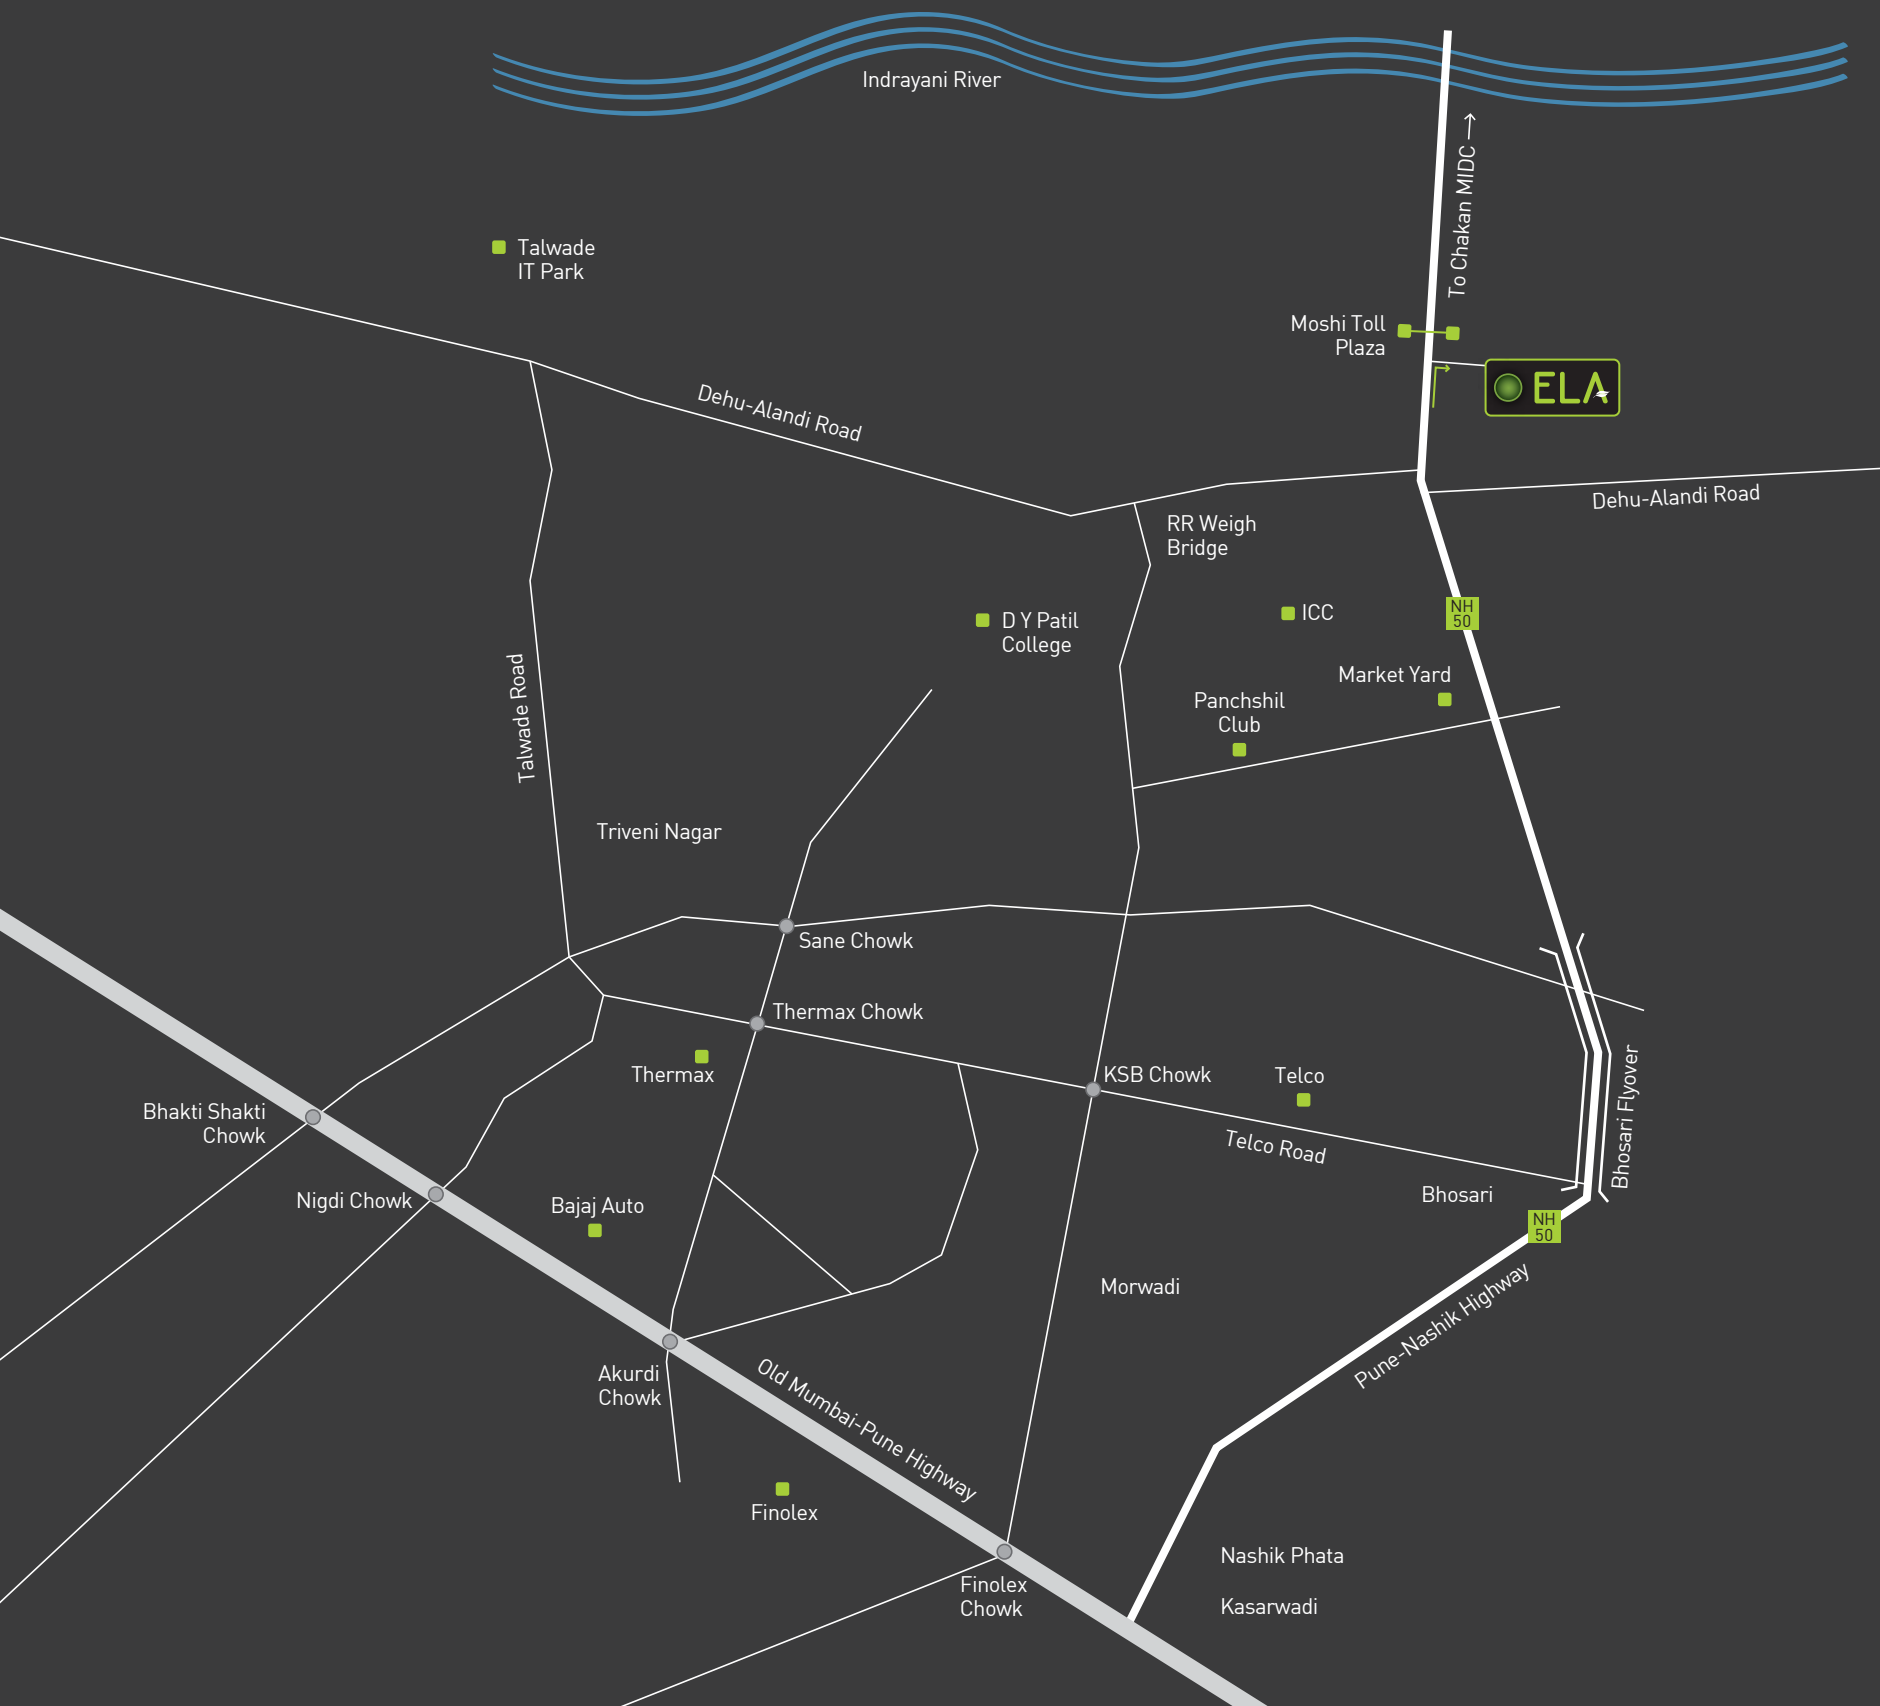 Indrayani River
To Chakan MIDC
Talwade
IT Park
Moshi Toll
Plaza
ELA
Dehu-Alandi Road
Dehu-Alandi Road
RR Weigh
Bridge
D Y Patil
College
ICC
NH
50
Market Yard
Panchshil
Club
Talwade Road
Triveni Nagar
Sane Chowk
Thermax Chowk
Thermax
KSB Chowk
Telco
Telco Road
Bhosari Flyover
Bhakti Shakti
Chowk
Nigdi Chowk
Bajaj Auto
Bhosari
NH
50
Morwadi
Pune-Nashik Highway
Akurdi
Chowk
Old Mumbai-Pune Highway
Finolex
Nashik Phata
Finolex
Chowk
Kasarwadi